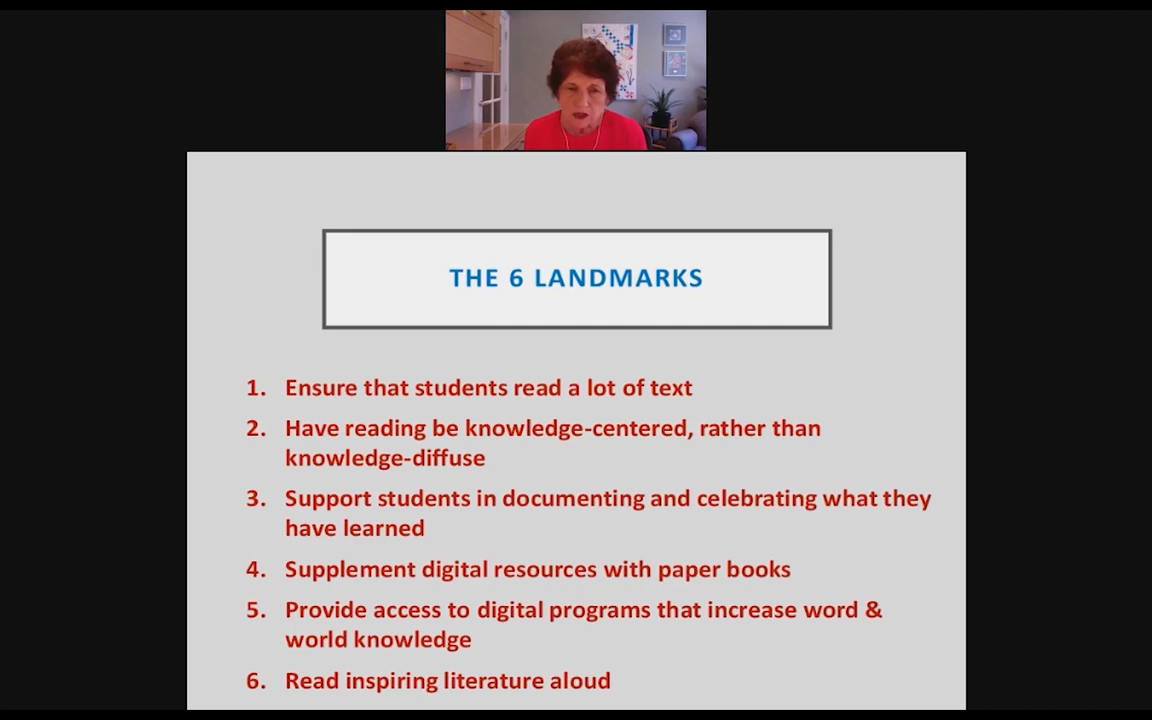 THE 6 LANDMARKS
1. Ensure that students read a lot of text
2. Have reading be knowledge-centered, rather than
knowledge-diffuse
3. Support students in documenting and celebrating what they
have learned
4. Supplement digital resources with paper books
5. Provide access to digital programs that increase word &
world knowledge
6. Read inspiring literature aloud